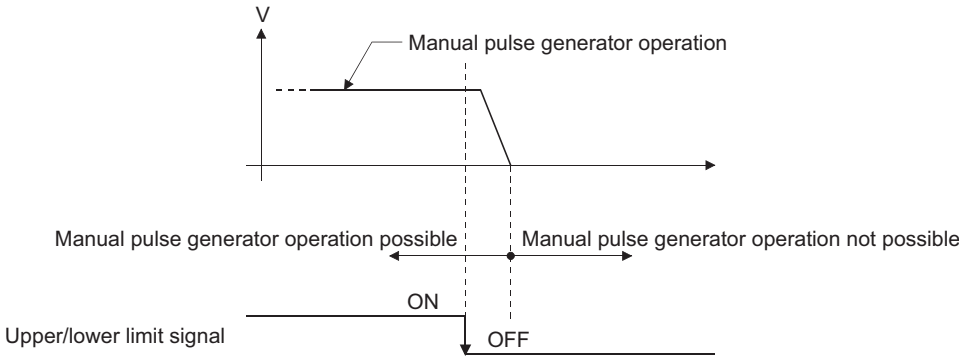 V
Manual pulse generator operation
Manual pulse generator operation possible
Manual pulse generator operation not possible
ON
Upper/lower limit signal
OFF